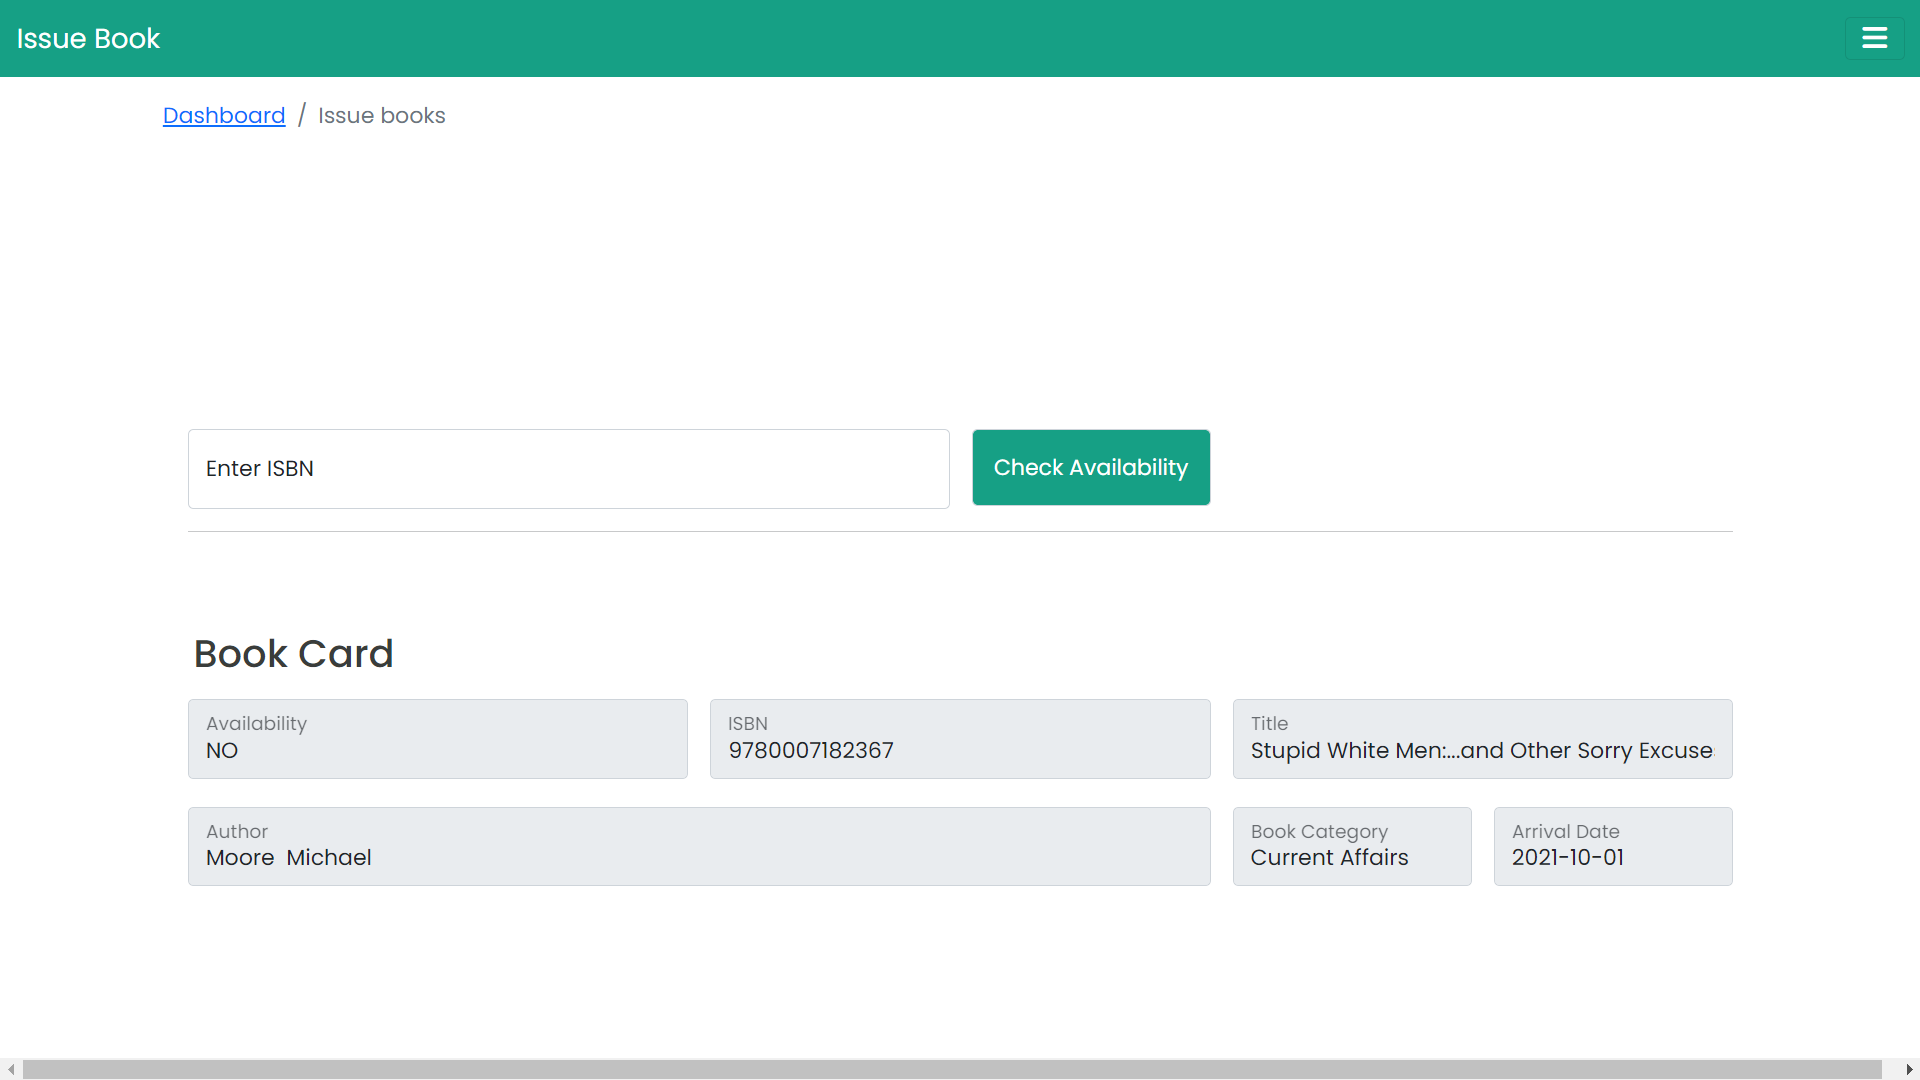 Issue Book
Dashboard / Issue books
Enter ISBN
Check Availability
Book Card
Availability
NO
ISBN
9780007182367
Title
Stupid White Men:...and Other Sorry Excuse
Author
Moore  Michael
Book Category
Current Affairs
Arrival Date
2021-10-01